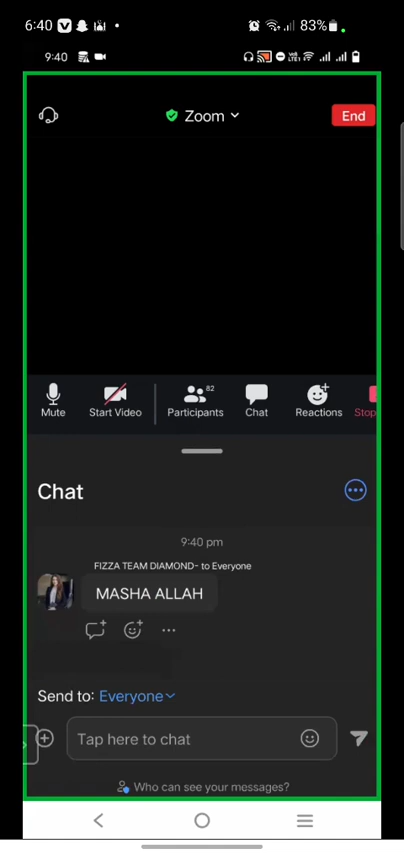 6:40
83%
9:40
Zoom
End
82
Mute
Start Video
Participants
Chat
Reactions
Stop
Chat
9:40 pm
FIZZA TEAM DIAMOND- to Everyone
MASHA ALLAH
Send to: Everyone
Tap here to chat
Who can see your messages?